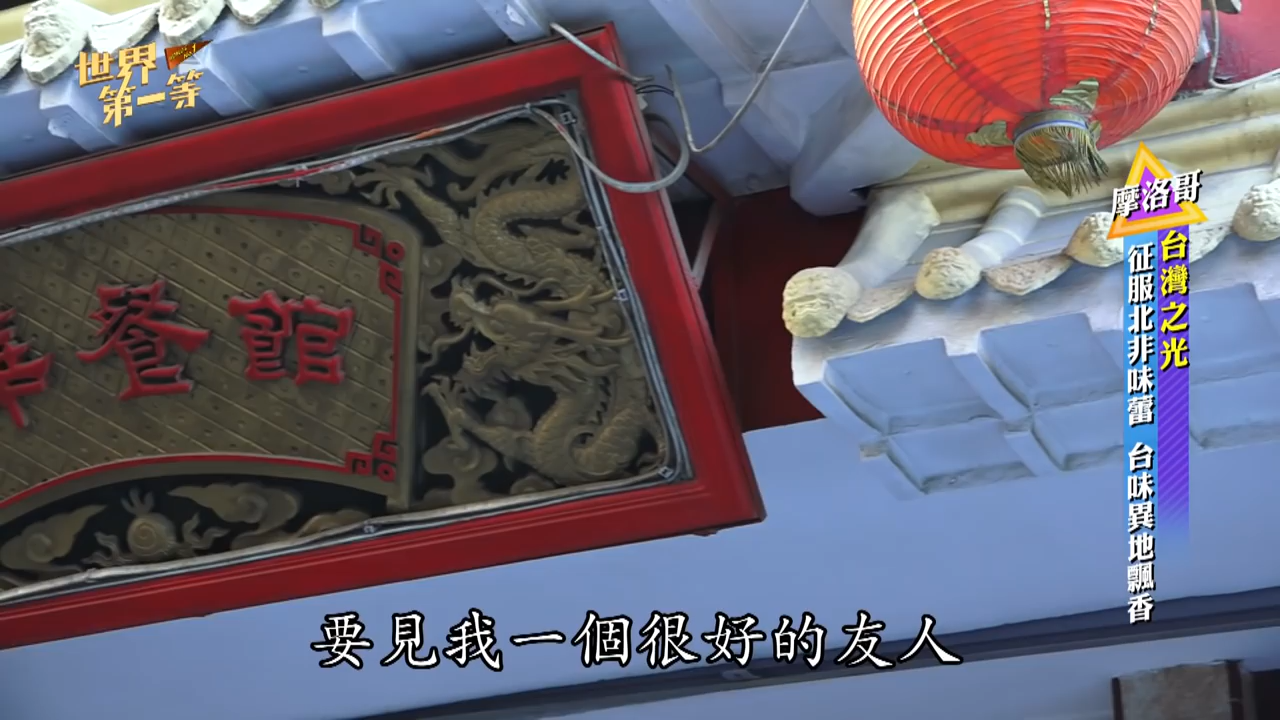 世界
第一等
華餐館
摩洛哥
台灣之光
征服北非味蕾 台味異地飄香
要見我一個很好的友人